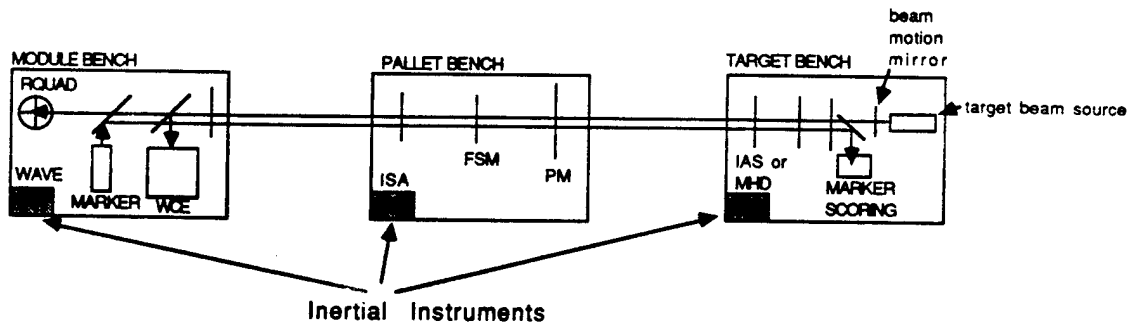 beam
motion
mirror
MODULE BENCH
PALLET BENCH
TARGET BENCH
RQUAD
target beam source
FSM
PM
IAS or
MHD
WAVE
MARKER
WCE
ISA
MARKER
SCORING
Inertial Instruments